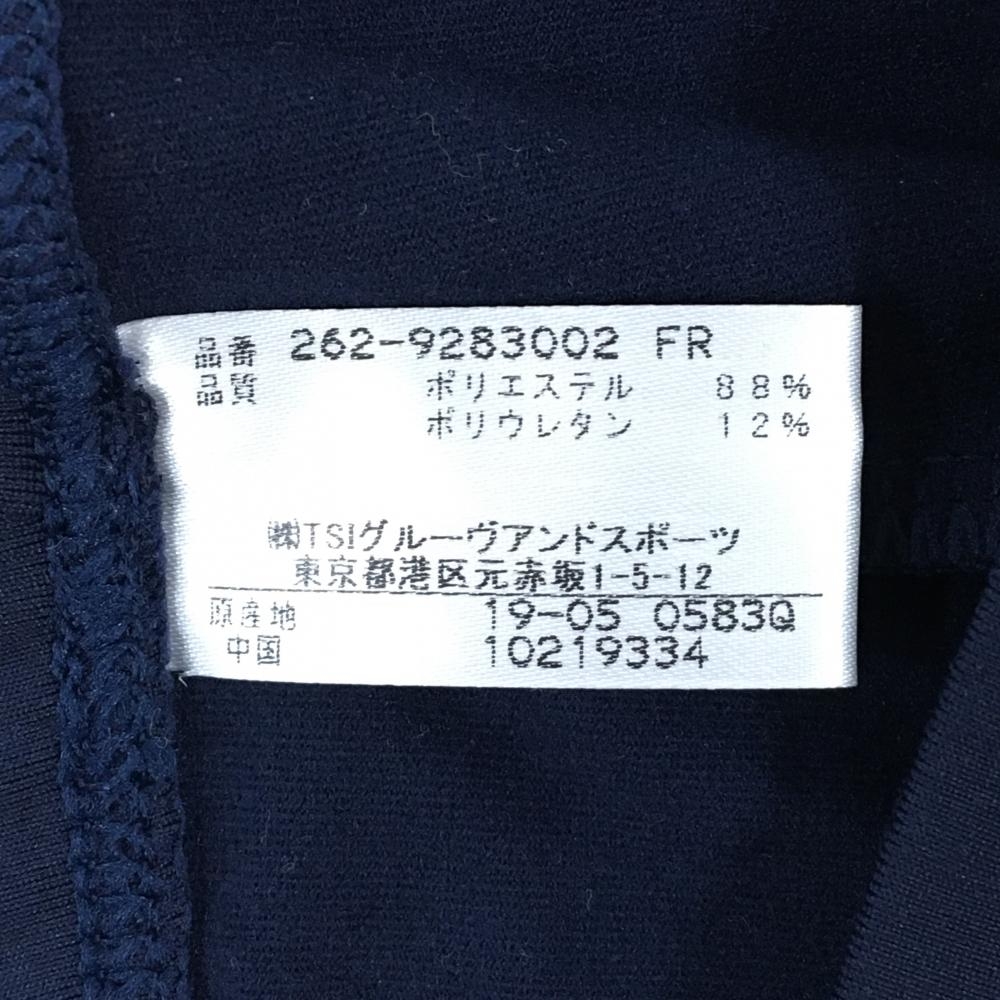 品番 262-9283002 FR
品質 ポリエステル 88%
ポリウレタン 12%
㈱TSIグルーヴアンドスポーツ
東京都港区元赤坂1-5-12
原産地 19-05 0583Q
中国 10219334